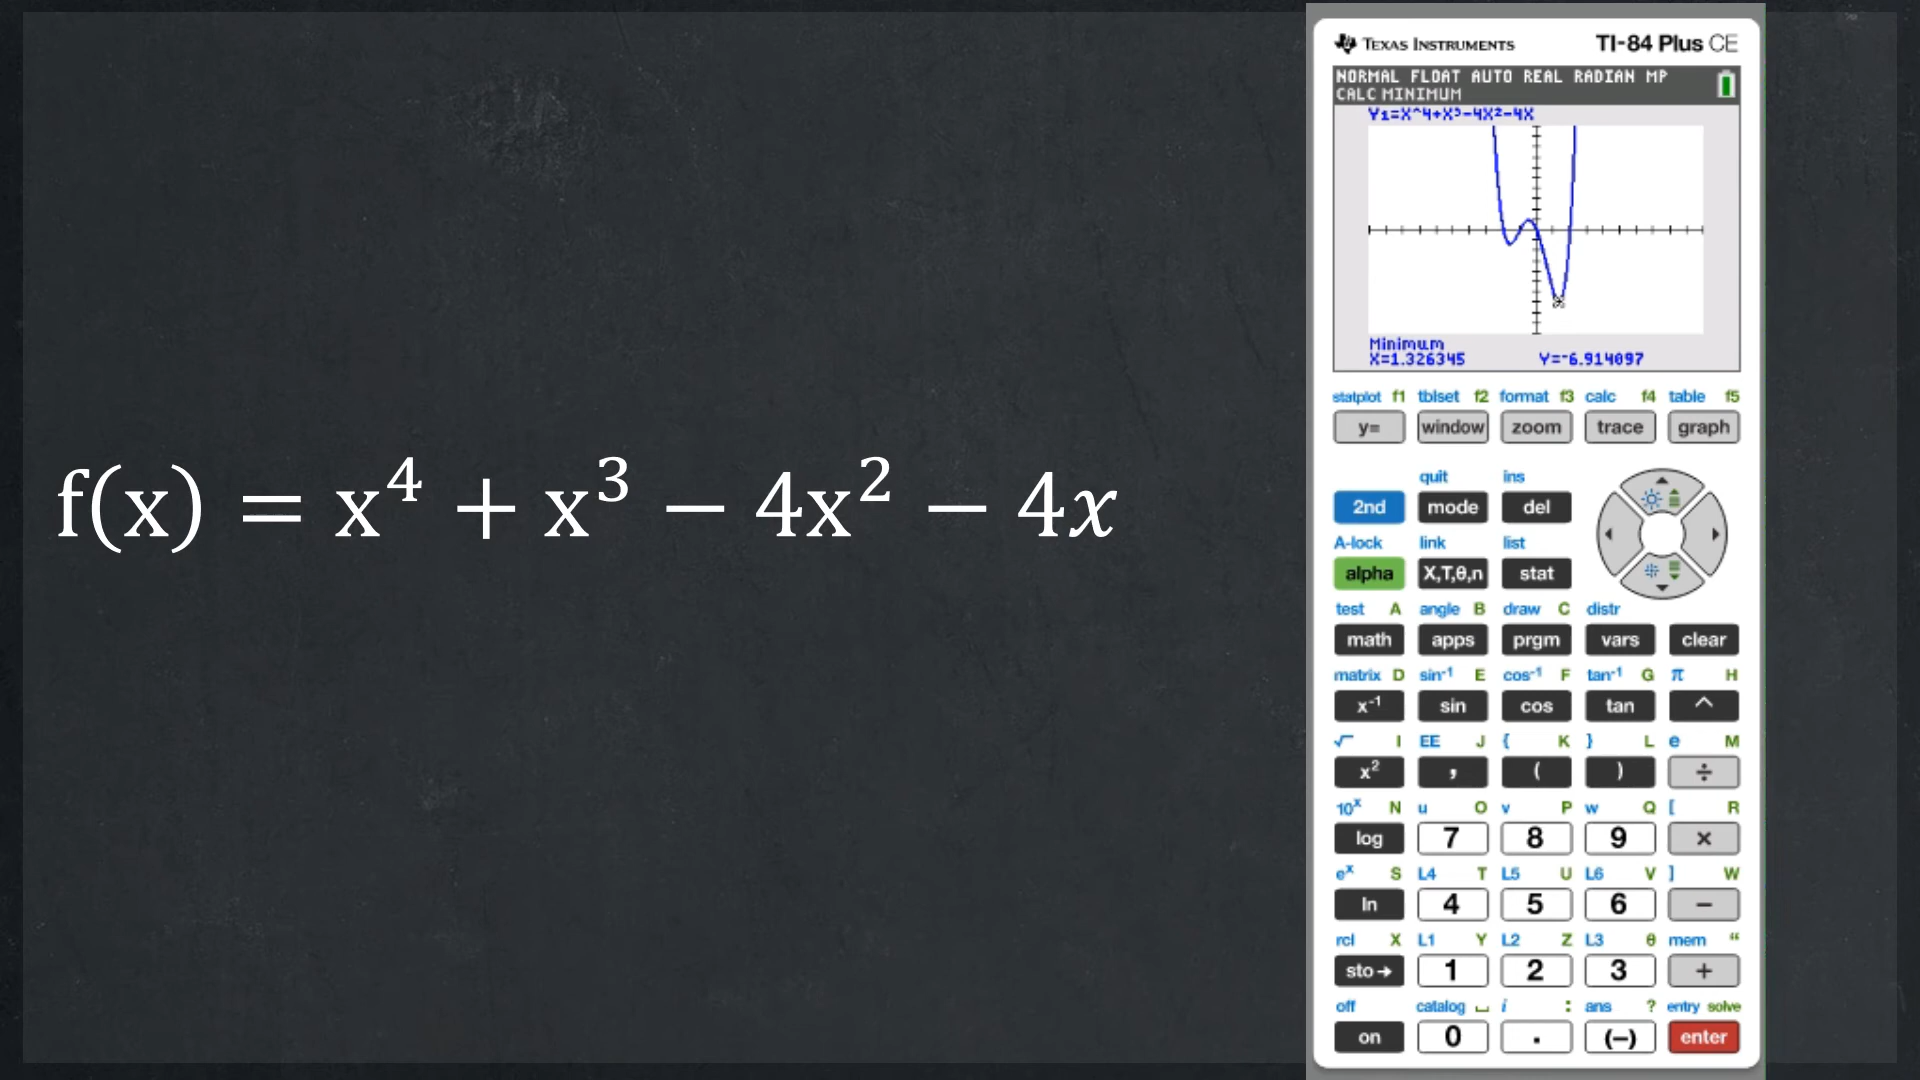 f(x) = x⁴ + x³ − 4x² − 4x
TEXAS INSTRUMENTS TI-84 Plus CE
NORMAL FLOAT AUTO REAL RADIAN MP
CALC MINIMUM
Y₁=X^4+X³-4X²-4X
Minimum
X=1.326345 Y=-6.914097
statplot f1 tblset f2 format f3 calc f4 table f5
y= window zoom trace graph
quit ins
2nd mode del
A-lock link list
alpha X,T,θ,n stat
test A angle B draw C distr
math apps prgm vars clear
matrix D sin⁻¹ E cos⁻¹ F tan⁻¹ G π H
x⁻¹ sin cos tan ^
√ I EE J { K } L e M
x² , ( ) ÷
10ˣ N u O v P w Q [ R
log 7 8 9 ×
eˣ S L4 T L5 U L6 V ] W
ln 4 5 6 −
rcl X L1 Y L2 Z L3 θ mem “
sto→ 1 2 3 +
off catalog ⎵ i : ans ? entry solve
on 0 . (−) enter